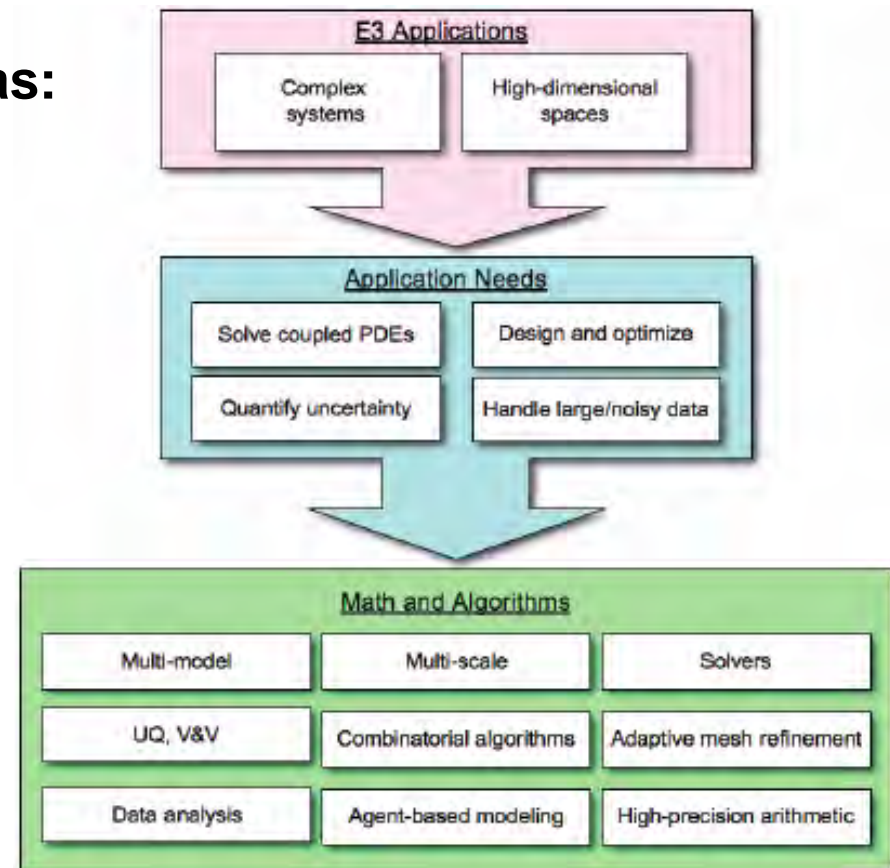 as:
E3 Applications
Complex
systems
High-dimensional
spaces
Application Needs
Solve coupled PDEs
Design and optimize
Quantify uncertainty
Handle large/noisy data
Math and Algorithms
Multi-model
Multi-scale
Solvers
UQ, V&V
Combinatorial algorithms
Adaptive mesh refinement
Data analysis
Agent-based modeling
High-precision arithmetic